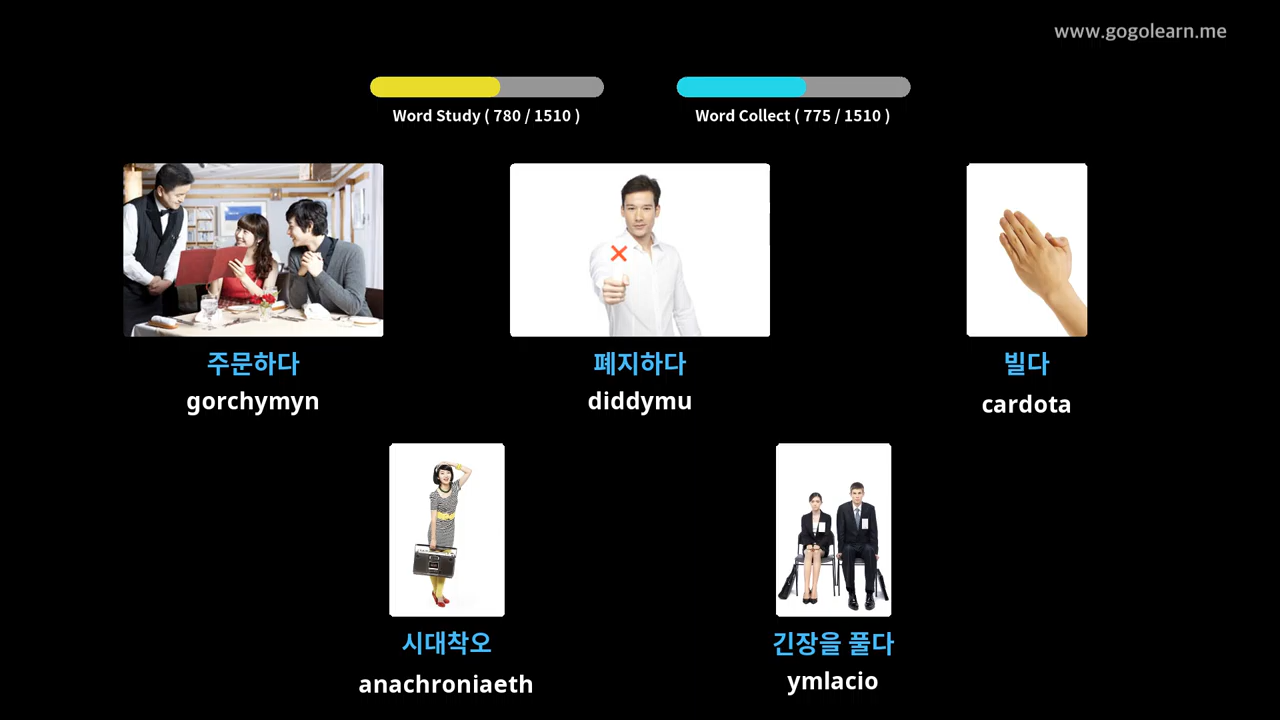 www.gogolearn.me
Word Study ( 780 / 1510 )
Word Collect ( 775 / 1510 )
주문하다
gorchymyn
폐지하다
diddymu
빌다
cardota
시대착오
anachroniaeth
긴장을 풀다
ymlacio